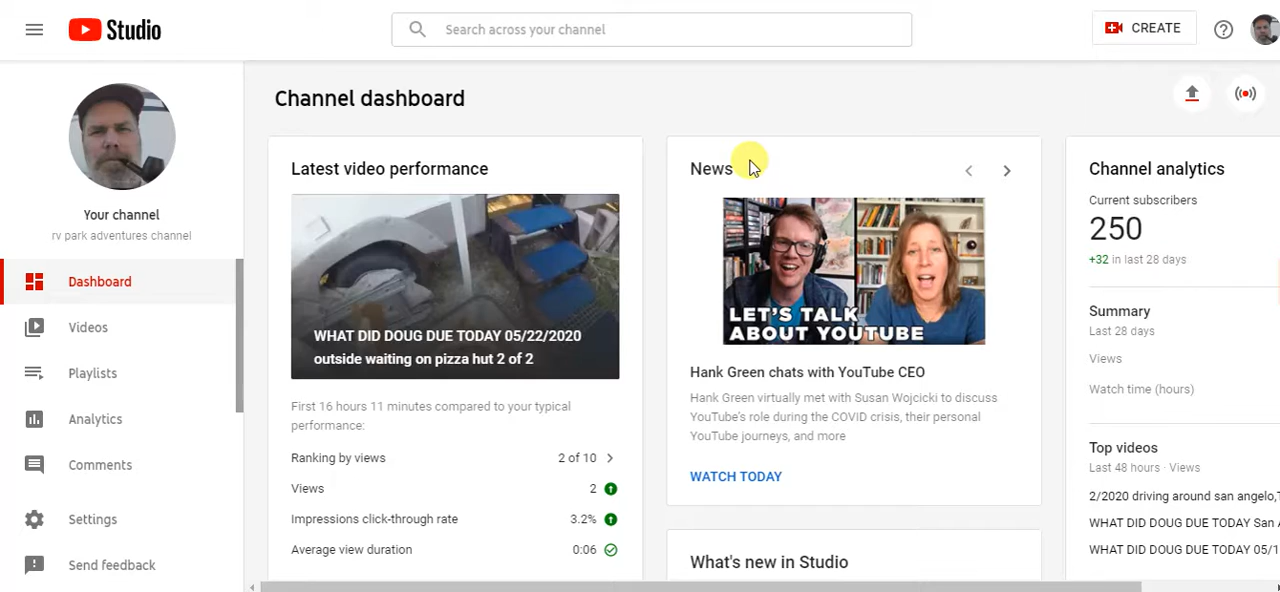 Studio
Search across your channel
CREATE
Your channel
rv park adventures channel
Dashboard
Videos
Playlists
Analytics
Comments
Settings
Send feedback
Channel dashboard
Latest video performance
WHAT DID DOUG DUE TODAY 05/22/2020
outside waiting on pizza hut 2 of 2
First 16 hours 11 minutes compared to your typical
performance:
Ranking by views 2 of 10
Views 2
Impressions click-through rate 3.2%
Average view duration 0:06
News
LET'S TALK
ABOUT YOUTUBE
Hank Green chats with YouTube CEO
Hank Green virtually met with Susan Wojcicki to discuss
YouTube's role during the COVID crisis, their personal
YouTube journeys, and more
WATCH TODAY
What's new in Studio
Channel analytics
Current subscribers
250
+32 in last 28 days
Summary
Last 28 days
Views
Watch time (hours)
Top videos
Last 48 hours · Views
2/2020 driving around san angelo,T
WHAT DID DOUG DUE TODAY San A
WHAT DID DOUG DUE TODAY 05/1